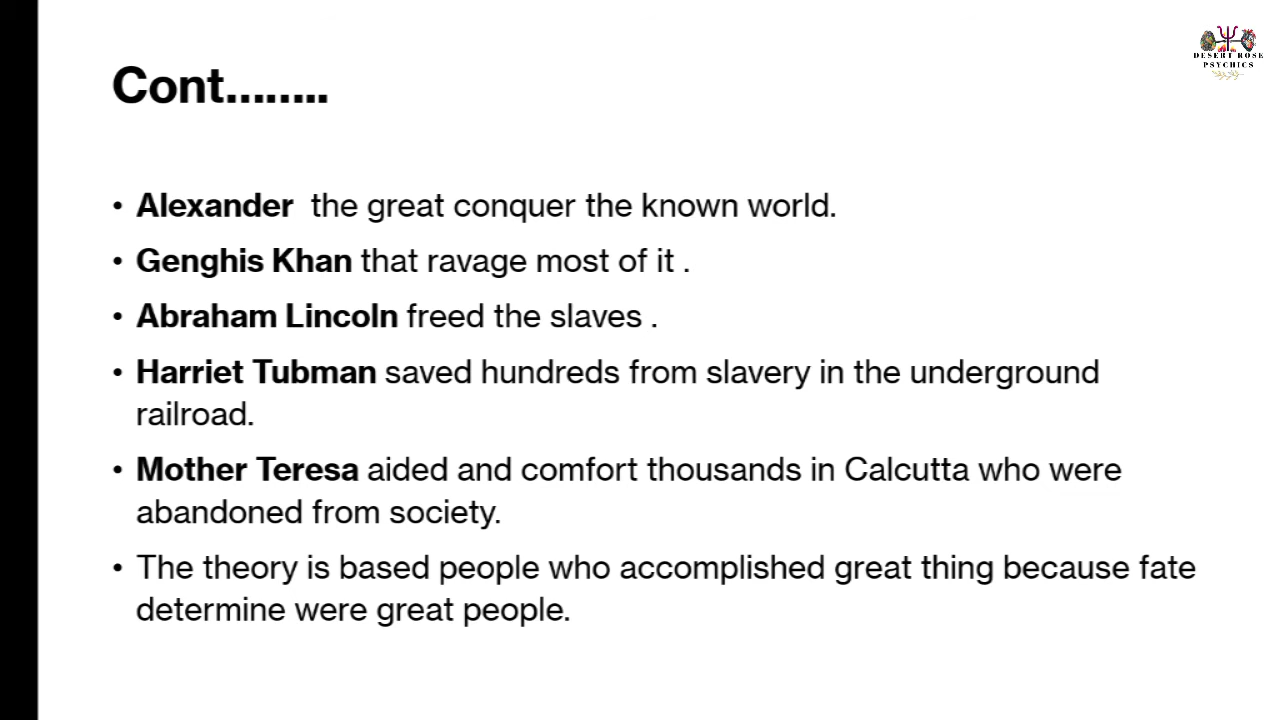 DESERT ROSE
PSYCHICS
Cont........
• Alexander the great conquer the known world.
• Genghis Khan that ravage most of it .
• Abraham Lincoln freed the slaves .
• Harriet Tubman saved hundreds from slavery in the underground
railroad.
• Mother Teresa aided and comfort thousands in Calcutta who were
abandoned from society.
• The theory is based people who accomplished great thing because fate
determine were great people.